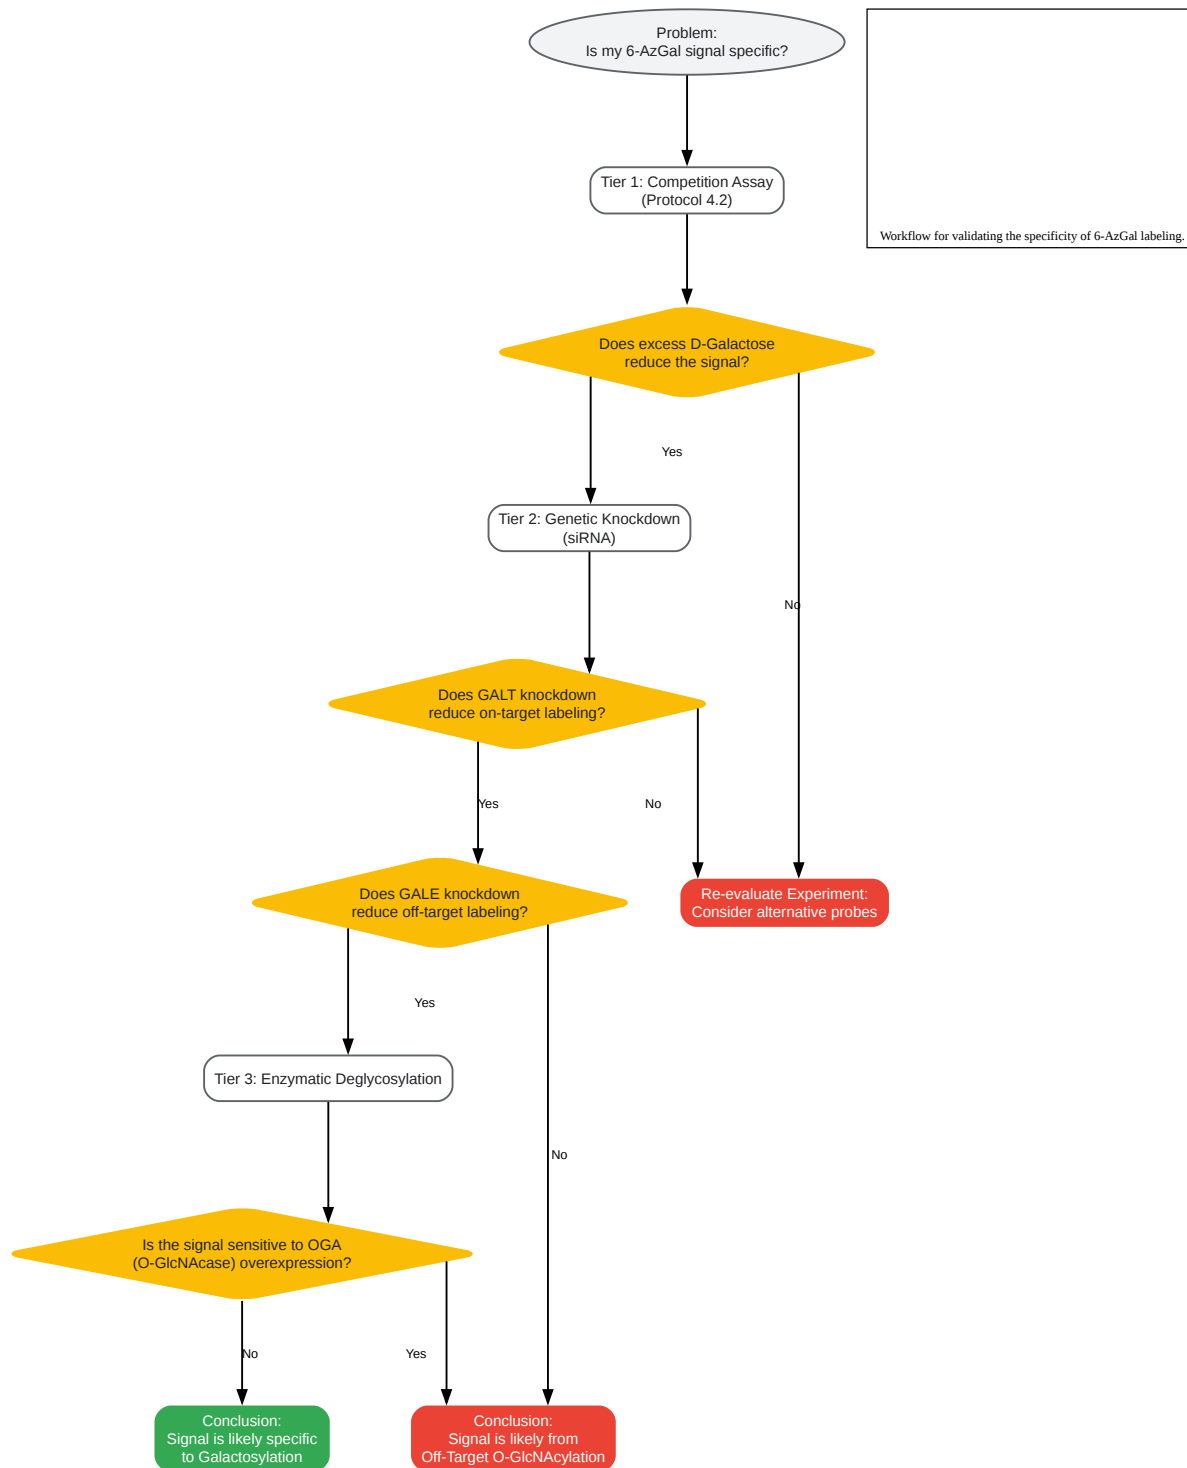 Problem:
Is my 6-AzGal signal specific?
Tier 1: Competition Assay
(Protocol 4.2)
Workflow for validating the specificity of 6-AzGal labeling.
Does excess D-Galactose
reduce the signal?
Yes
Tier 2: Genetic Knockdown
(siRNA)
No
Does GALT knockdown
reduce on-target labeling?
Yes
No
Does GALE knockdown
reduce off-target labeling?
Re-evaluate Experiment:
Consider alternative probes
Yes
Tier 3: Enzymatic Deglycosylation
No
Is the signal sensitive to OGA
(O-GlcNAcase) overexpression?
No
Yes
Conclusion:
Signal is likely specific
to Galactosylation
Conclusion:
Signal is likely from
Off-Target O-GlcNAcylation